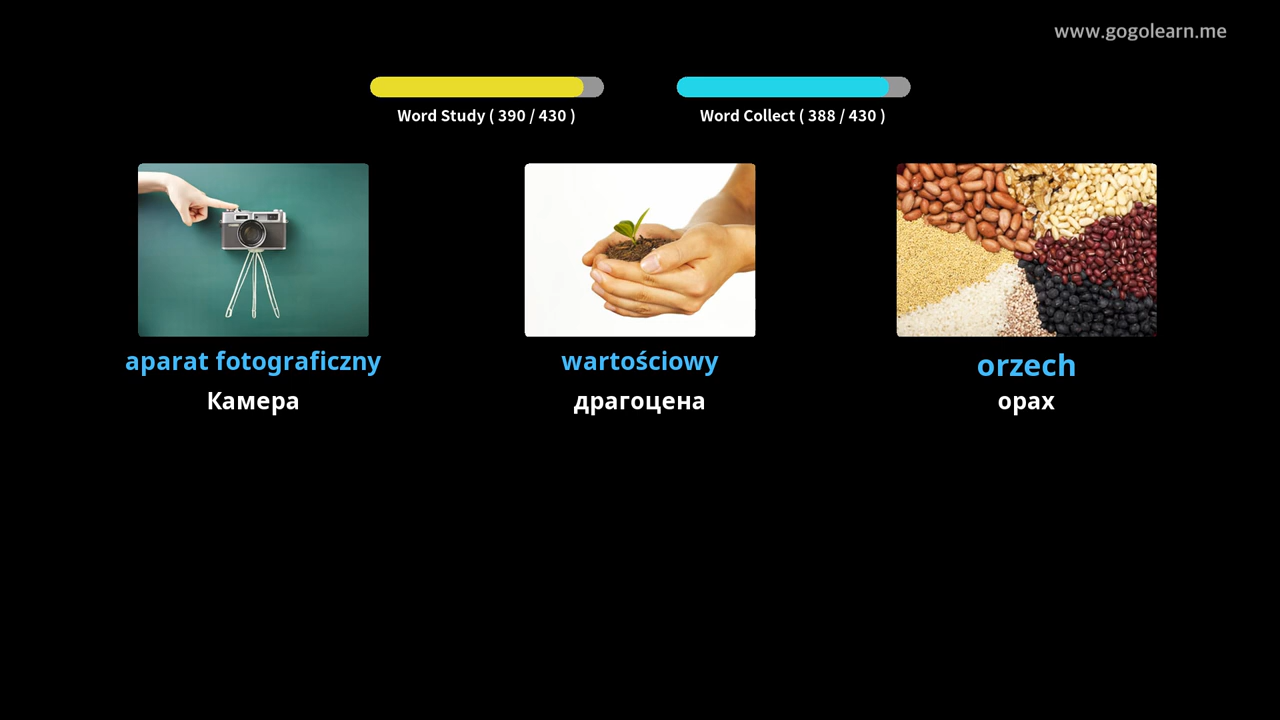 www.gogolearn.me
Word Study ( 390 / 430 )
Word Collect ( 388 / 430 )
aparat fotograficzny
wartościowy
orzech
Камера
драгоцена
орах